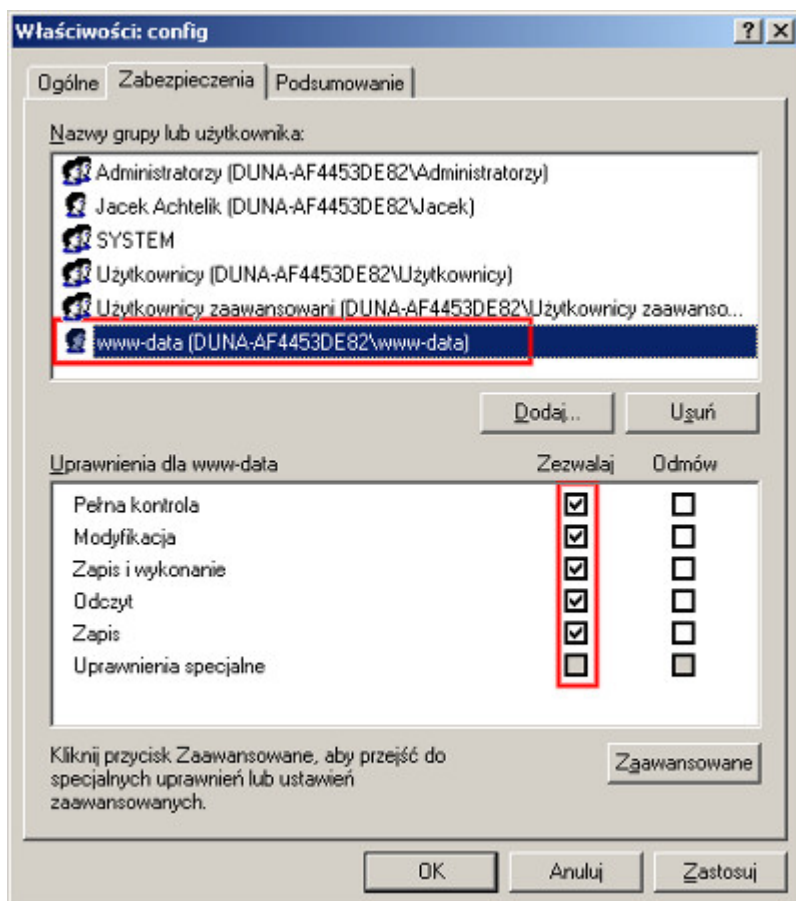 Właściwości: config
Ogólne Zabezpieczenia Podsumowanie
Nazwy grupy lub użytkownika:
Administratorzy (DUNA-AF4453DE82\Administratorzy)
Jacek Achtelik (DUNA-AF4453DE82\Jacek)
SYSTEM
Użytkownicy (DUNA-AF4453DE82\Użytkownicy)
Użytkownicy zaawansowani (DUNA-AF4453DE82\Użytkownicy zaawanso...
www-data (DUNA-AF4453DE82\www-data)
Dodaj... Usuń
Uprawnienia dla www-data Zezwalaj Odmów
Pełna kontrola
Modyfikacja
Zapis i wykonanie
Odczyt
Zapis
Uprawnienia specjalne
Kliknij przycisk Zaawansowane, aby przejść do
specjalnych uprawnień lub ustawień
zaawansowanych.
Zaawansowane
OK Anuluj Zastosuj